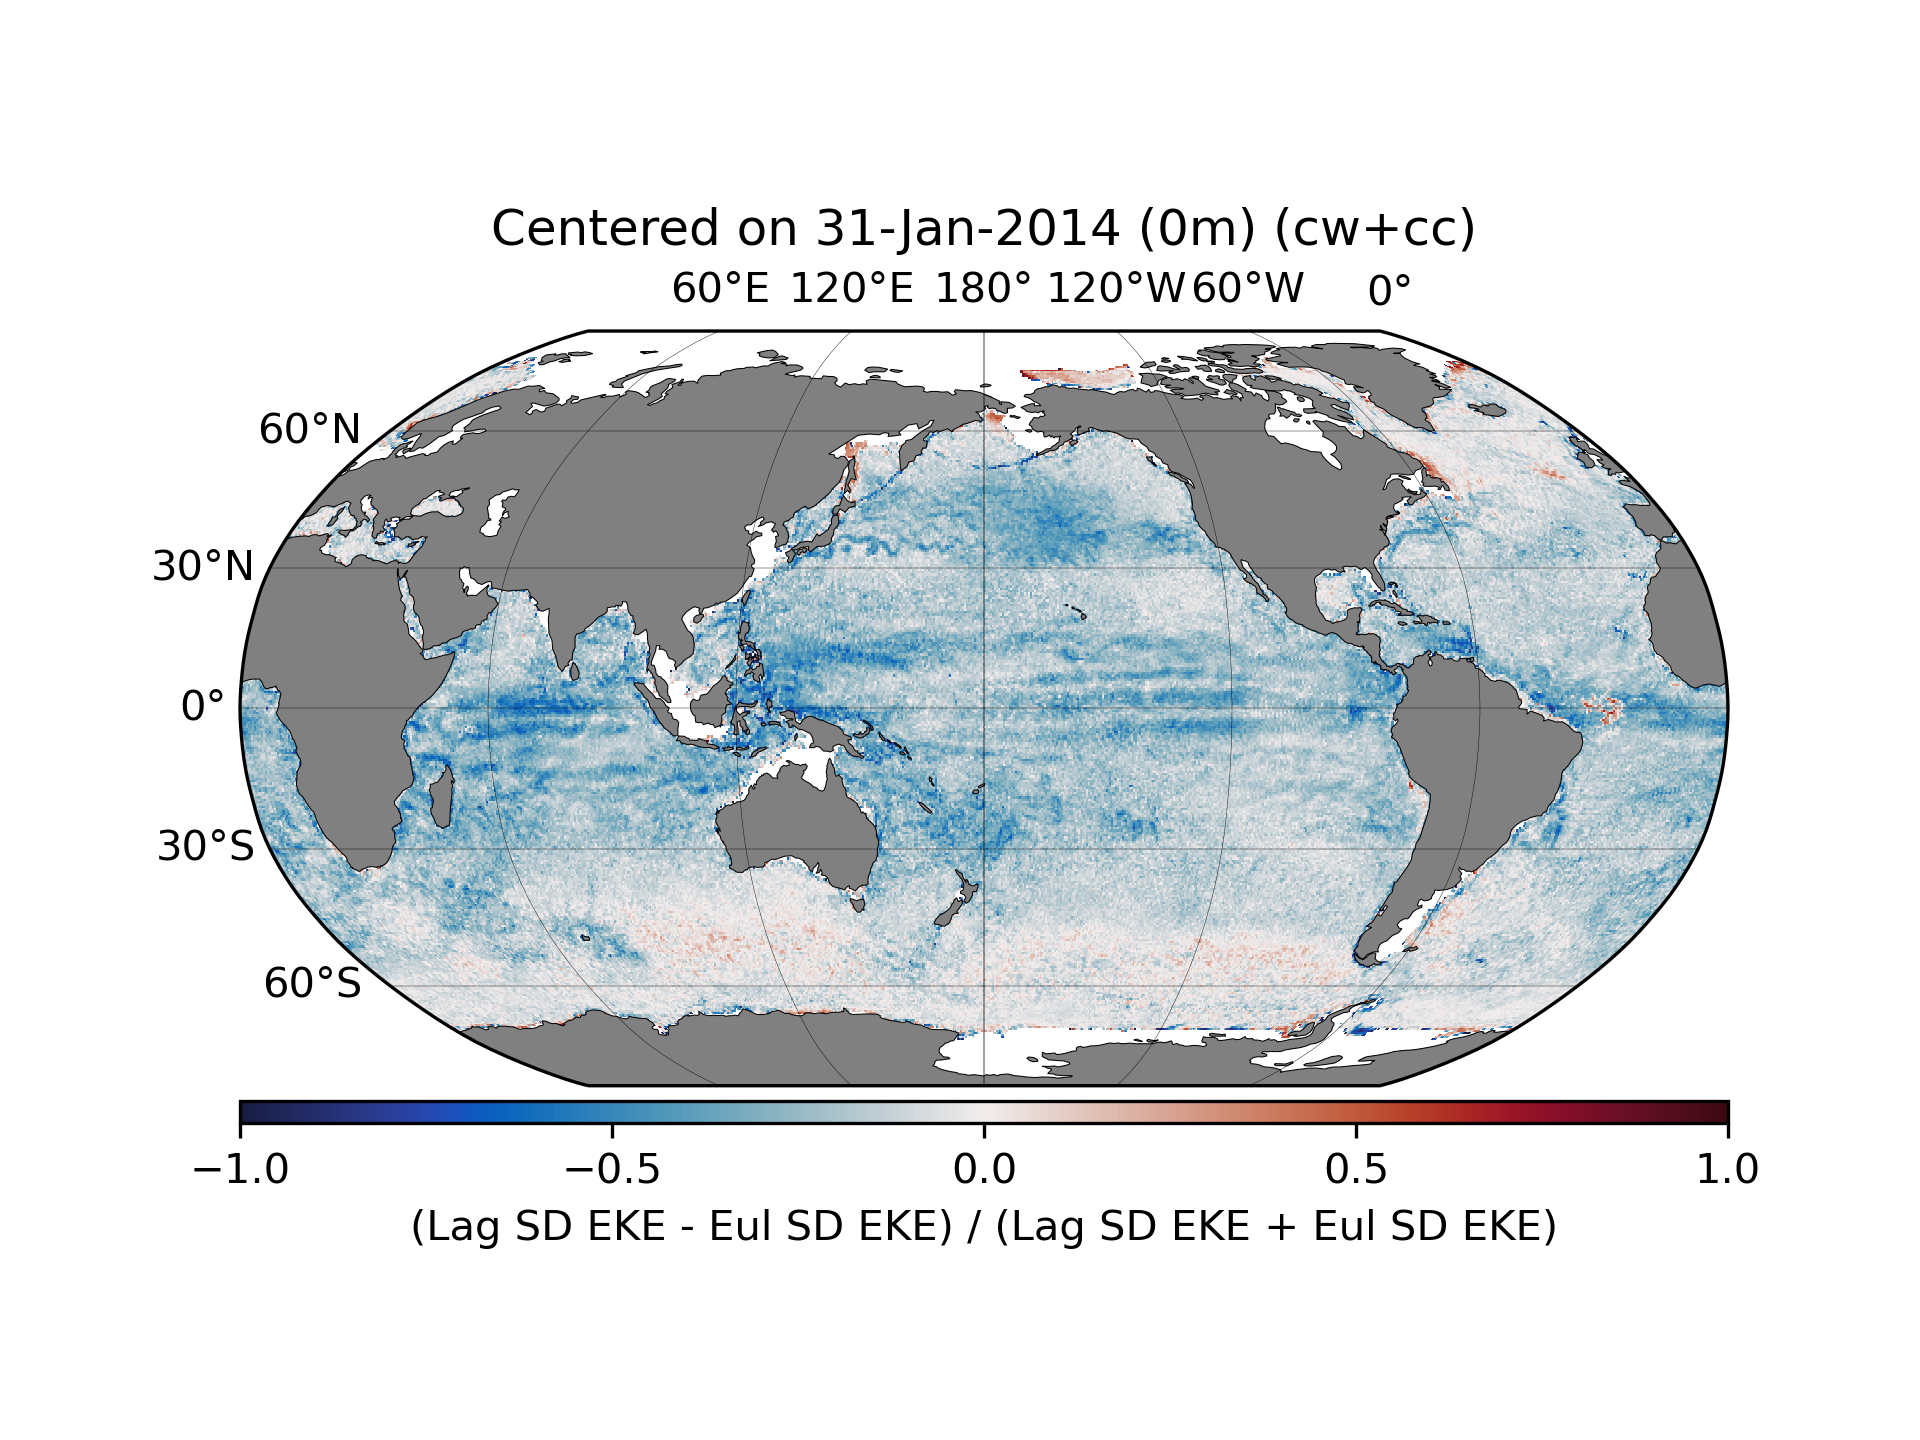 Centered on 31-Jan-2014 (0m) (cw+cc)
60°E 120°E 180° 120°W 60°W 0°
60°N
30°N
0°
30°S
60°S
−1.0 −0.5 0.0 0.5 1.0
(Lag SD EKE - Eul SD EKE) / (Lag SD EKE + Eul SD EKE)